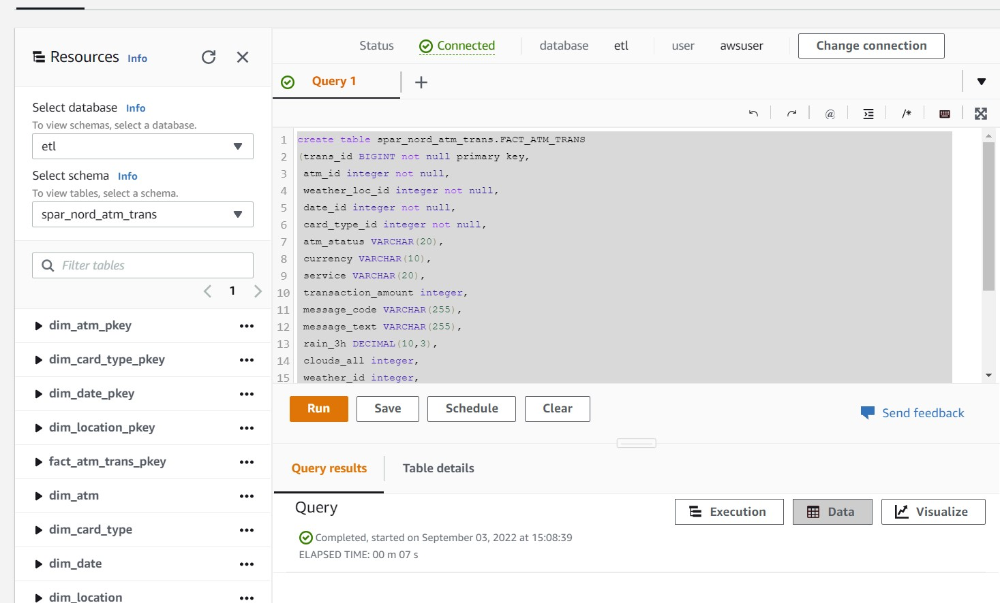 Resources Info
Select database Info
To view schemas, select a database.
etl
Select schema Info
To view tables, select a schema.
spar_nord_atm_trans
Filter tables
1
dim_atm_pkey
dim_card_type_pkey
dim_date_pkey
dim_location_pkey
fact_atm_trans_pkey
dim_atm
dim_card_type
dim_date
dim_location
Status Connected database etl user awsuser Change connection
Query 1 +
@ /*
1 create table spar_nord_atm_trans.FACT_ATM_TRANS
2 (trans_id BIGINT not null primary key,
3 atm_id integer not null,
4 weather_loc_id integer not null,
5 date_id integer not null,
6 card_type_id integer not null,
7 atm_status VARCHAR(20),
8 currency VARCHAR(10),
9 service VARCHAR(20),
10 transaction_amount integer,
11 message_code VARCHAR(255),
12 message_text VARCHAR(255),
13 rain_3h DECIMAL(10,3),
14 clouds_all integer,
15 weather_id integer,
Run Save Schedule Clear Send feedback
Query results Table details
Query Execution Data Visualize
Completed, started on September 03, 2022 at 15:08:39
ELAPSED TIME: 00 m 07 s